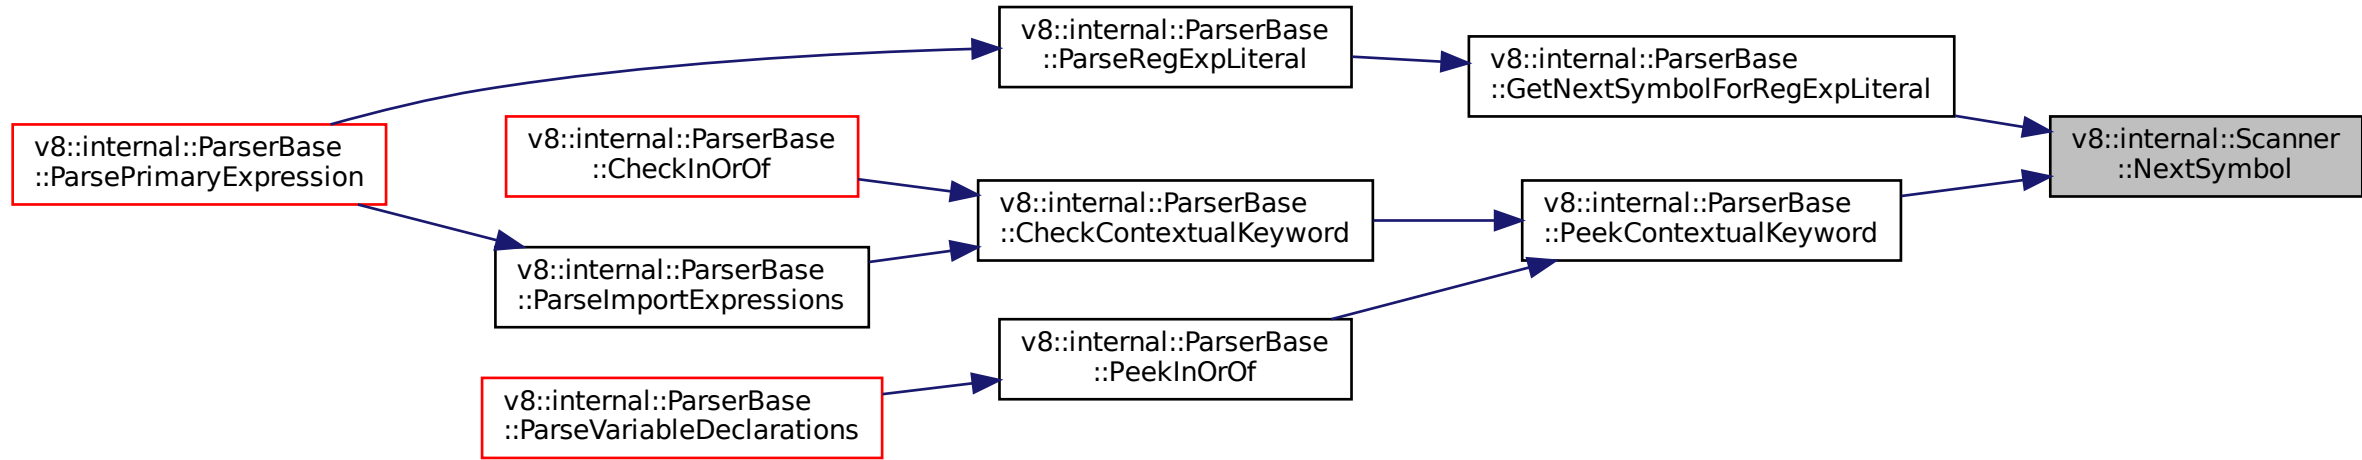 v8::internal::ParserBase
::ParseRegExpLiteral
v8::internal::ParserBase
::GetNextSymbolForRegExpLiteral
v8::internal::ParserBase
::ParsePrimaryExpression
v8::internal::ParserBase
::CheckInOrOf
v8::internal::Scanner
::NextSymbol
v8::internal::ParserBase
::CheckContextualKeyword
v8::internal::ParserBase
::PeekContextualKeyword
v8::internal::ParserBase
::ParseImportExpressions
v8::internal::ParserBase
::PeekInOrOf
v8::internal::ParserBase
::ParseVariableDeclarations